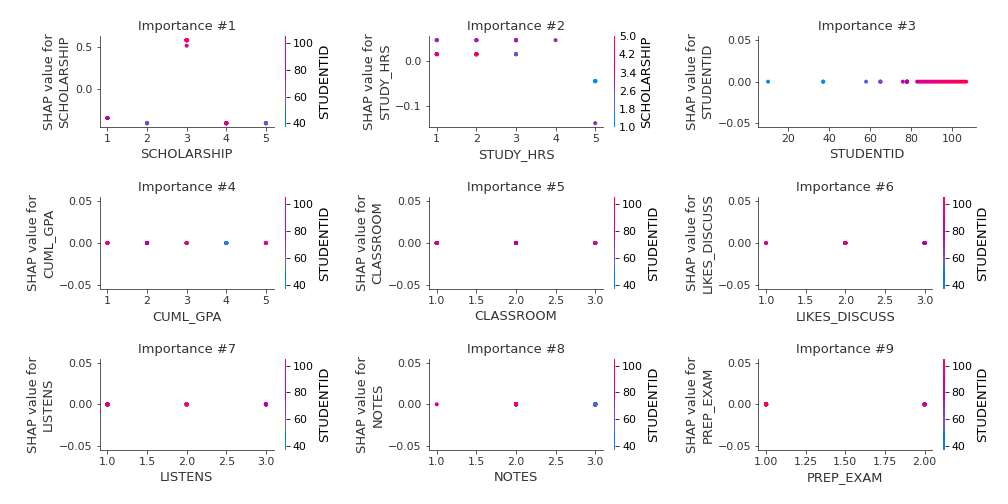 Importance #1
SHAP value for
SCHOLARSHIP
0.5
0.0
1 2 3 4 5
SCHOLARSHIP
100
80
60
40
STUDENTID
Importance #2
SHAP value for
STUDY_HRS
0.0
−0.1
1 2 3 4 5
STUDY_HRS
5.0
4.2
3.4
2.6
1.8
1.0
SCHOLARSHIP
Importance #3
SHAP value for
STUDENTID
0.05
0.00
−0.05
20 40 60 80 100
STUDENTID
Importance #4
SHAP value for
CUML_GPA
0.05
0.00
−0.05
1 2 3 4 5
CUML_GPA
100
80
60
40
STUDENTID
Importance #5
SHAP value for
CLASSROOM
0.05
0.00
−0.05
1.0 1.5 2.0 2.5 3.0
CLASSROOM
100
80
60
40
STUDENTID
Importance #6
SHAP value for
LIKES_DISCUSS
0.05
0.00
−0.05
1.0 1.5 2.0 2.5 3.0
LIKES_DISCUSS
100
80
60
40
STUDENTID
Importance #7
SHAP value for
LISTENS
0.05
0.00
−0.05
1.0 1.5 2.0 2.5 3.0
LISTENS
100
80
60
40
STUDENTID
Importance #8
SHAP value for
NOTES
0.05
0.00
−0.05
1.0 1.5 2.0 2.5 3.0
NOTES
100
80
60
40
STUDENTID
Importance #9
SHAP value for
PREP_EXAM
0.05
0.00
−0.05
1.00 1.25 1.50 1.75 2.00
PREP_EXAM
100
80
60
40
STUDENTID